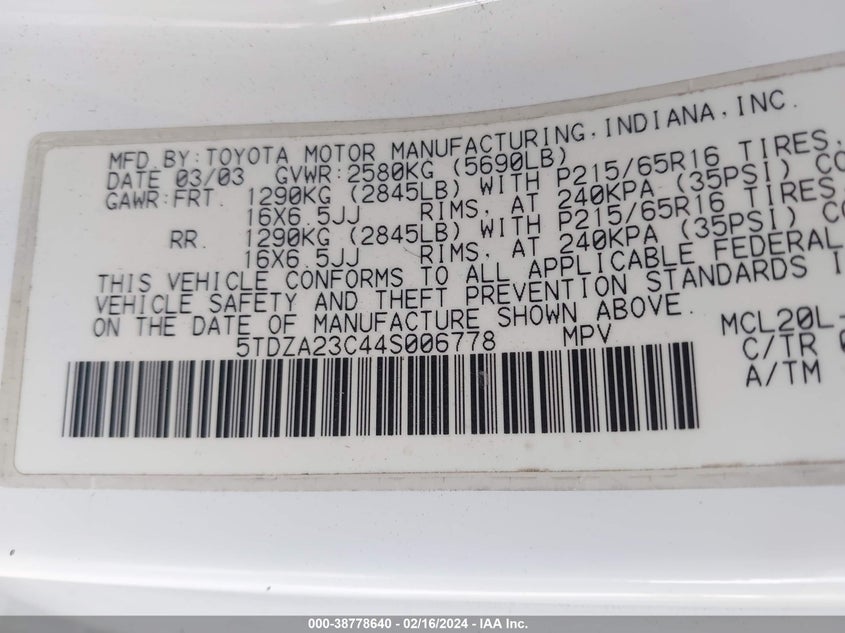 MFD BY: TOYOTA MOTOR MANUFACTURING, INDIANA, INC.
DATE 03/03 GVWR: 2580KG (5690LB)
GAWR: FRT. 1290KG (2845LB) WITH P215/65R16 TIRES,
16X6.5JJ RIMS, AT 240KPA (35PSI) CO
RR. 1290KG (2845LB) WITH P215/65R16 TIRES,
16X6.5JJ RIMS, AT 240KPA (35PSI) CO
THIS VEHICLE CONFORMS TO ALL APPLICABLE FEDERAL
VEHICLE SAFETY AND THEFT PREVENTION STANDARDS I
ON THE DATE OF MANUFACTURE SHOWN ABOVE.
5TDZA23C44S006778 MPV
MCL20L-
C/TR
A/TM
000-38778640 - 02/16/2024 - IAA Inc.